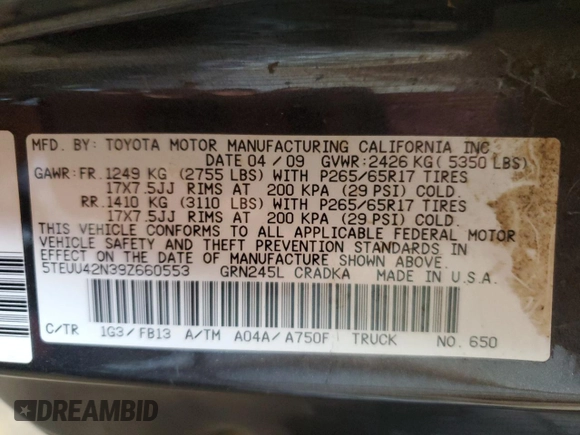 MFD. BY: TOYOTA MOTOR MANUFACTURING CALIFORNIA INC
DATE 04 / 09 GVWR: 2426 KG( 5350 LBS)
GAWR: FR. 1249 KG (2755 LBS) WITH P265/65R17 TIRES
17X7.5JJ RIMS AT 200 KPA (29 PSI) COLD
RR. 1410 KG (3110 LBS) WITH P265/65R17 TIRES
17X7.5JJ RIMS AT 200 KPA (29 PSI) COLD
THIS VEHICLE CONFORMS TO ALL APPLICABLE FEDERAL MOTOR
VEHICLE SAFETY AND THEFT PREVENTION STANDARDS IN
EFFECT ON THE DATE OF MANUFACTURE SHOWN ABOVE.
5TEUU42N39Z660553 GRN245L CRADKA MADE IN U.S.A.
C/TR 1G3 / FB13 A/TM A04A / A750F TRUCK NO. 650
DREAMBID